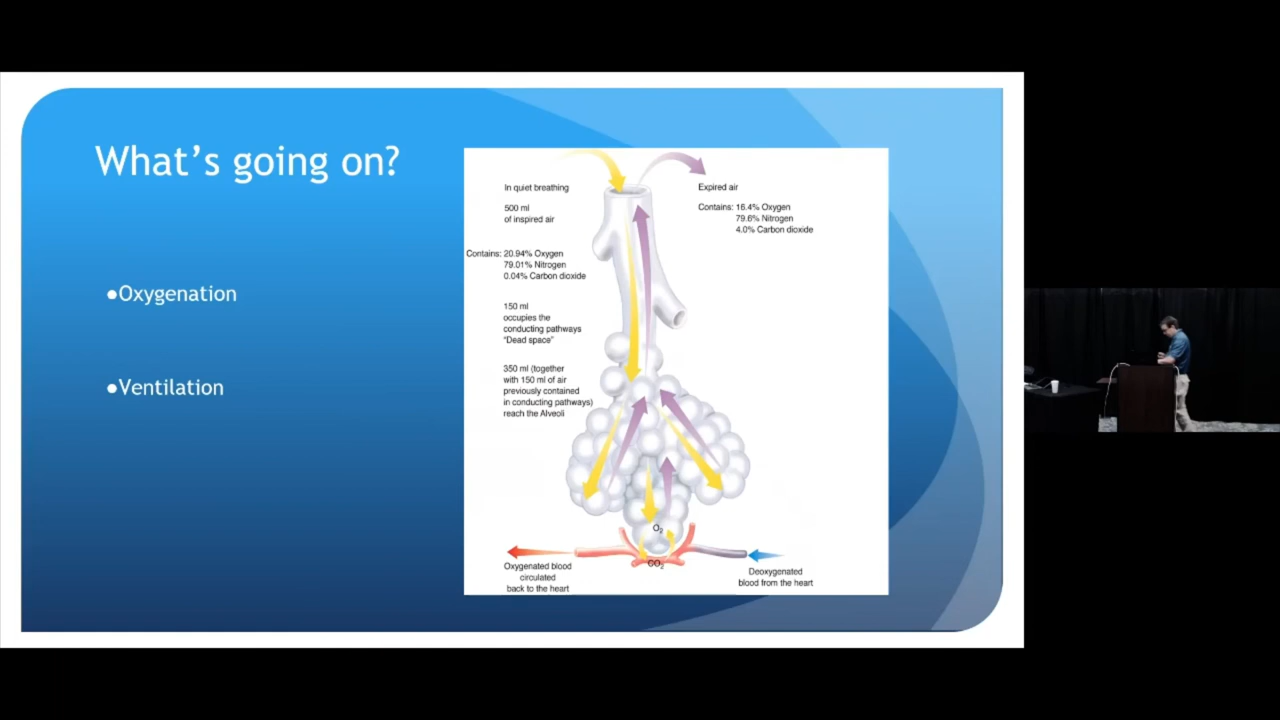 What's going on?
●Oxygenation
●Ventilation
In quiet breathing
500 ml
of inspired air
Contains: 20.94% Oxygen
79.01% Nitrogen
0.04% Carbon dioxide
150 ml
occupies the
conducting pathways
"Dead space"
350 ml (together
with 150 ml of air
previously contained
in conducting pathways)
reach the Alveoli
Expired air
Contains: 16.4% Oxygen
79.6% Nitrogen
4.0% Carbon dioxide
O₂
CO₂
Oxygenated blood
circulated
back to the heart
Deoxygenated
blood from the heart